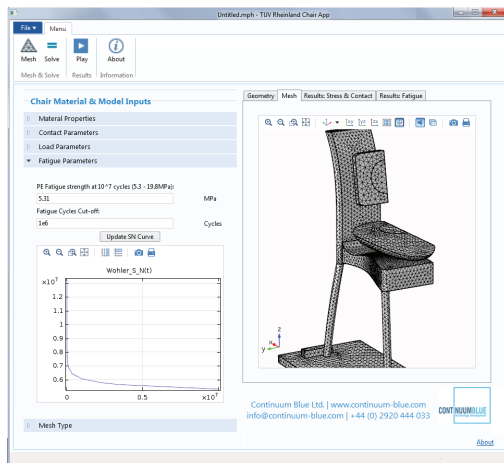 Untitled.mph - TUV Rheinland Chair App
File
Menu
Mesh
Solve
Play
About
Mesh & Solve
Results
Information
Chair Material & Model Inputs
Materal Properties
Contact Parameters
Load Parameters
Fatigue Parameters
PE Fatigue strength at 10^7 cycles (5.3 - 19.8MPa):
5.31
MPa
Fatigue Cycles Cut-off:
1e6
Cycles
Update SN Curve
Wohler_S_N(t)
×10⁷
1.2
1.1
1
0.9
0.8
0.7
0.6
0
0.5
×10⁷
Mesh Type
Geometry
Mesh
Results: Stress & Contact
Results: Fatigue
z
x
y
Continuum Blue Ltd. | www.continuum-blue.com
info@continuum-blue.com | +44 (0) 2920 444 033
CONTINUUMBLUE
About